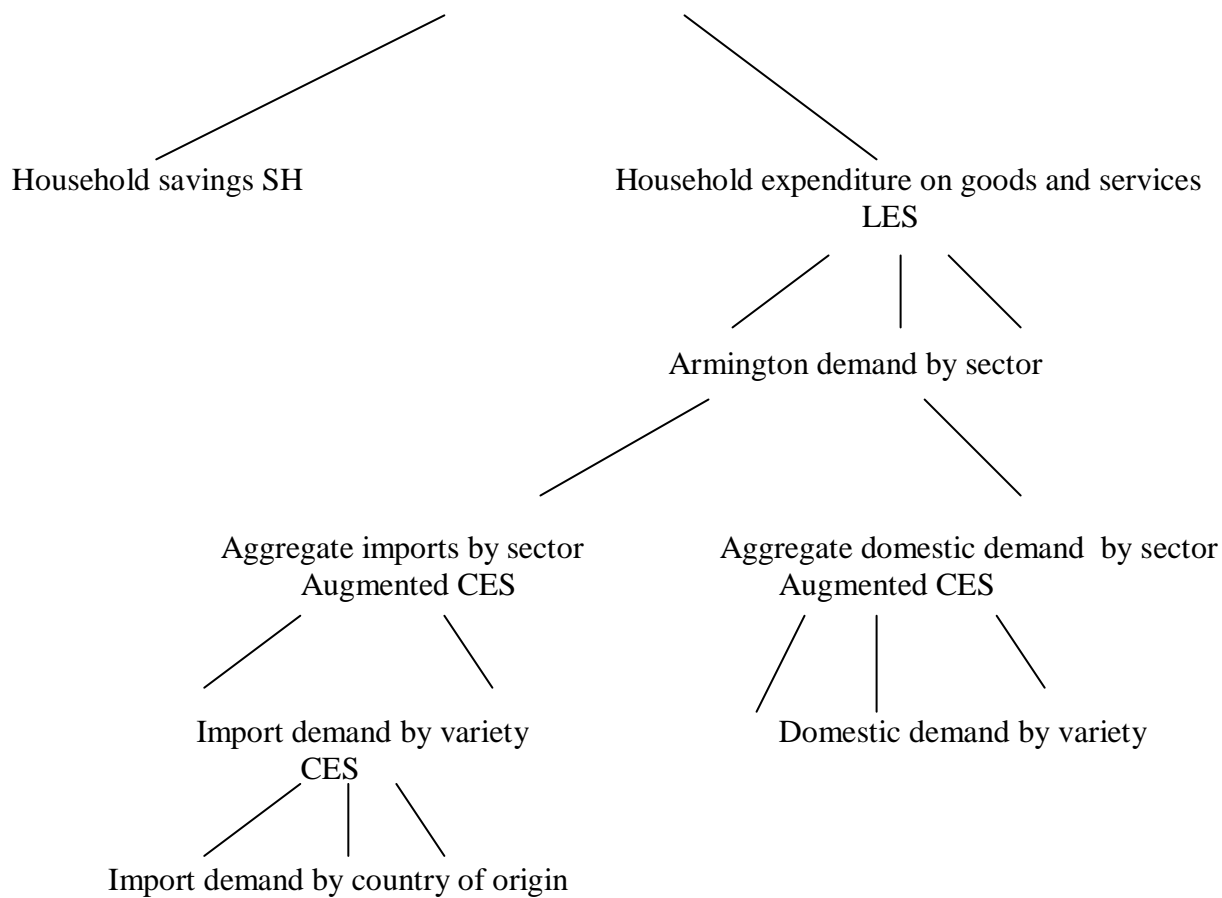 Household savings SH
Household expenditure on goods and services
LES
Armington demand by sector
Aggregate imports by sector
Augmented CES
Aggregate domestic demand by sector
Augmented CES
Import demand by variety
CES
Domestic demand by variety
Import demand by country of origin